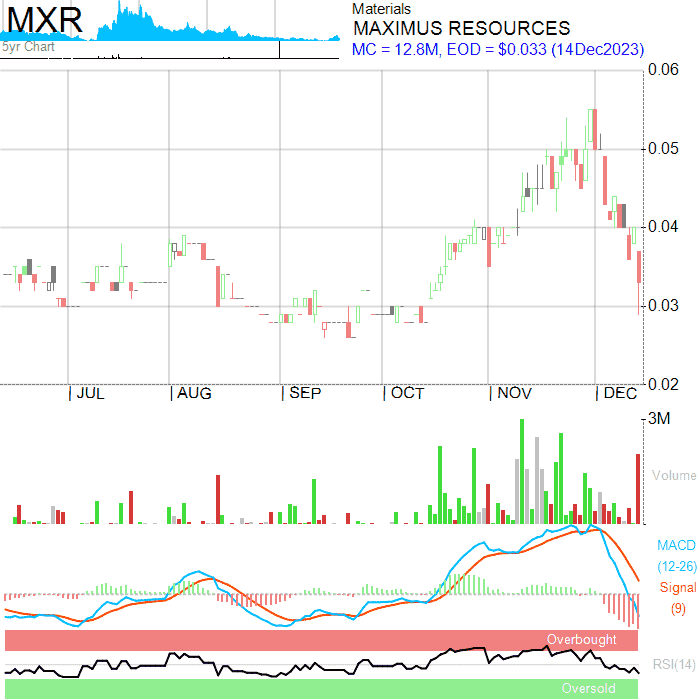 MXR
5yr Chart
Materials
MAXIMUS RESOURCES
MC = 12.8M, EOD = $0.033 (14Dec2023)
0.06
0.05
0.04
0.03
0.02
JUL AUG SEP OCT NOV DEC
3M
Volume
MACD
(12-26)
Signal
(9)
Overbought
RSI(14)
Oversold